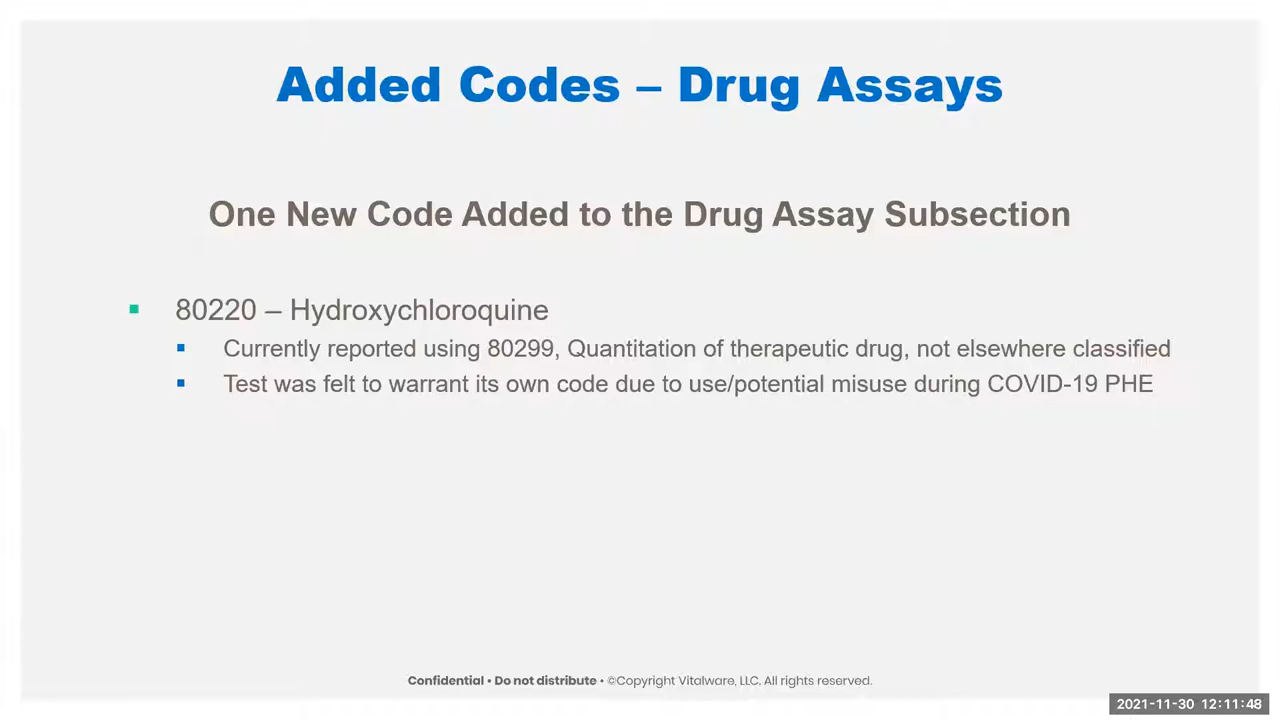 Added Codes – Drug Assays
One New Code Added to the Drug Assay Subsection
80220 – Hydroxychloroquine
Currently reported using 80299, Quantitation of therapeutic drug, not elsewhere classified
Test was felt to warrant its own code due to use/potential misuse during COVID-19 PHE
Confidential • Do not distribute • ©Copyright Vitalware, LLC. All rights reserved.
2021-11-30 12:11:48